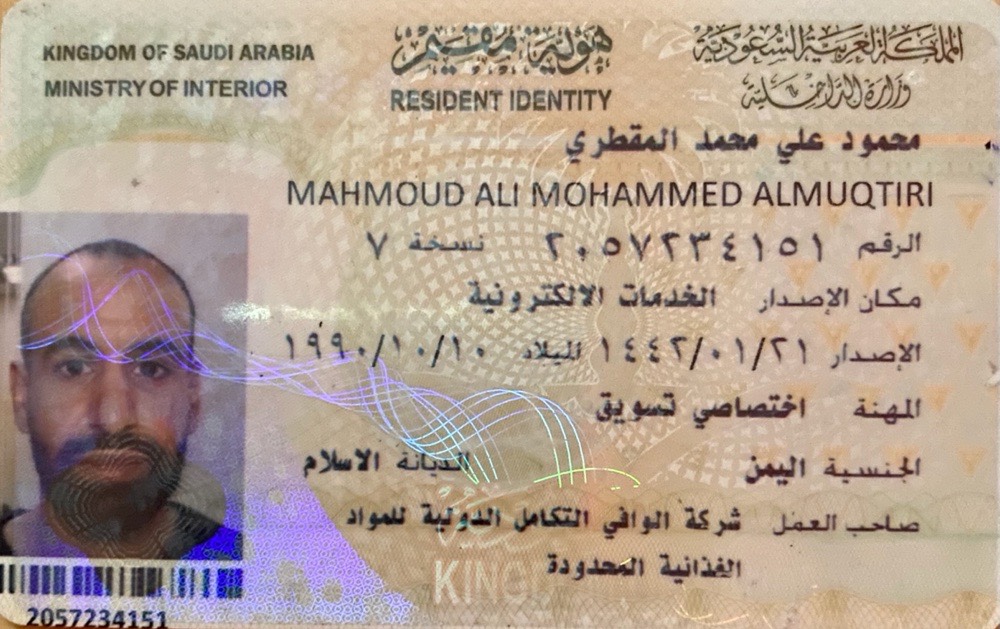 KINGDOM OF SAUDI ARABIA
MINISTRY OF INTERIOR
هوية مقيم
RESIDENT IDENTITY
المملكة العربية السعودية
وزارة الداخلية
محمود علي محمد المقطري
MAHMOUD ALI MOHAMMED ALMUQTIRI
الرقم ٢٠٥٧٢٣٤١٥١ نسخة ٧
مكان الإصدار الخدمات الالكترونية
الإصدار ١٤٤٢/٠١/٢١ الميلاد ١٩٩٠/١٠/١٠
المهنة اختصاصي تسويق
الجنسية اليمن الديانة الاسلام
صاحب العمل شركة الوافي التكامل الدولية للمواد
الغذائية المحدودة
KING
2057234151